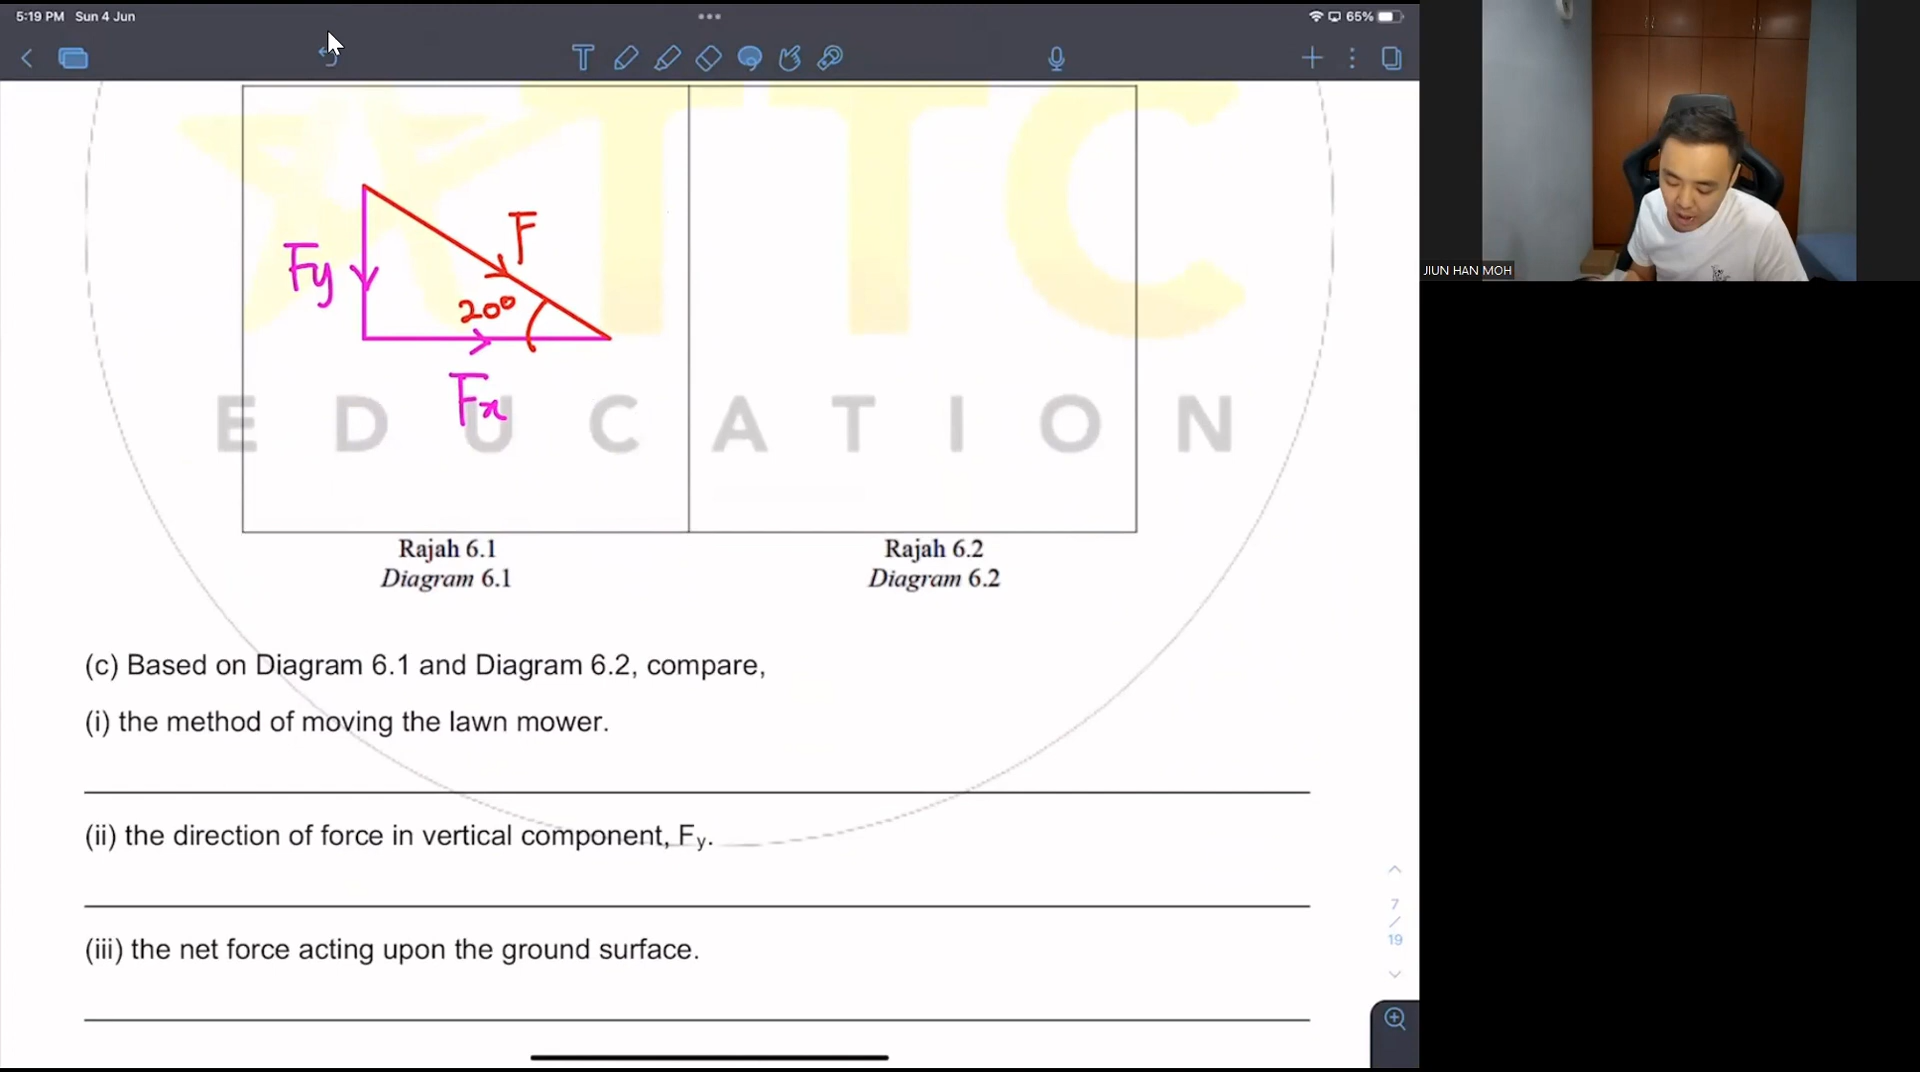 5:19 PM Sun 4 Jun
65%
TTC
EDUCATION
F
Fy
20°
Fx
Rajah 6.1
Diagram 6.1
Rajah 6.2
Diagram 6.2
(c) Based on Diagram 6.1 and Diagram 6.2, compare,
(i) the method of moving the lawn mower.
(ii) the direction of force in vertical component, Fy.
(iii) the net force acting upon the ground surface.
7
/
19
JIUN HAN MOH